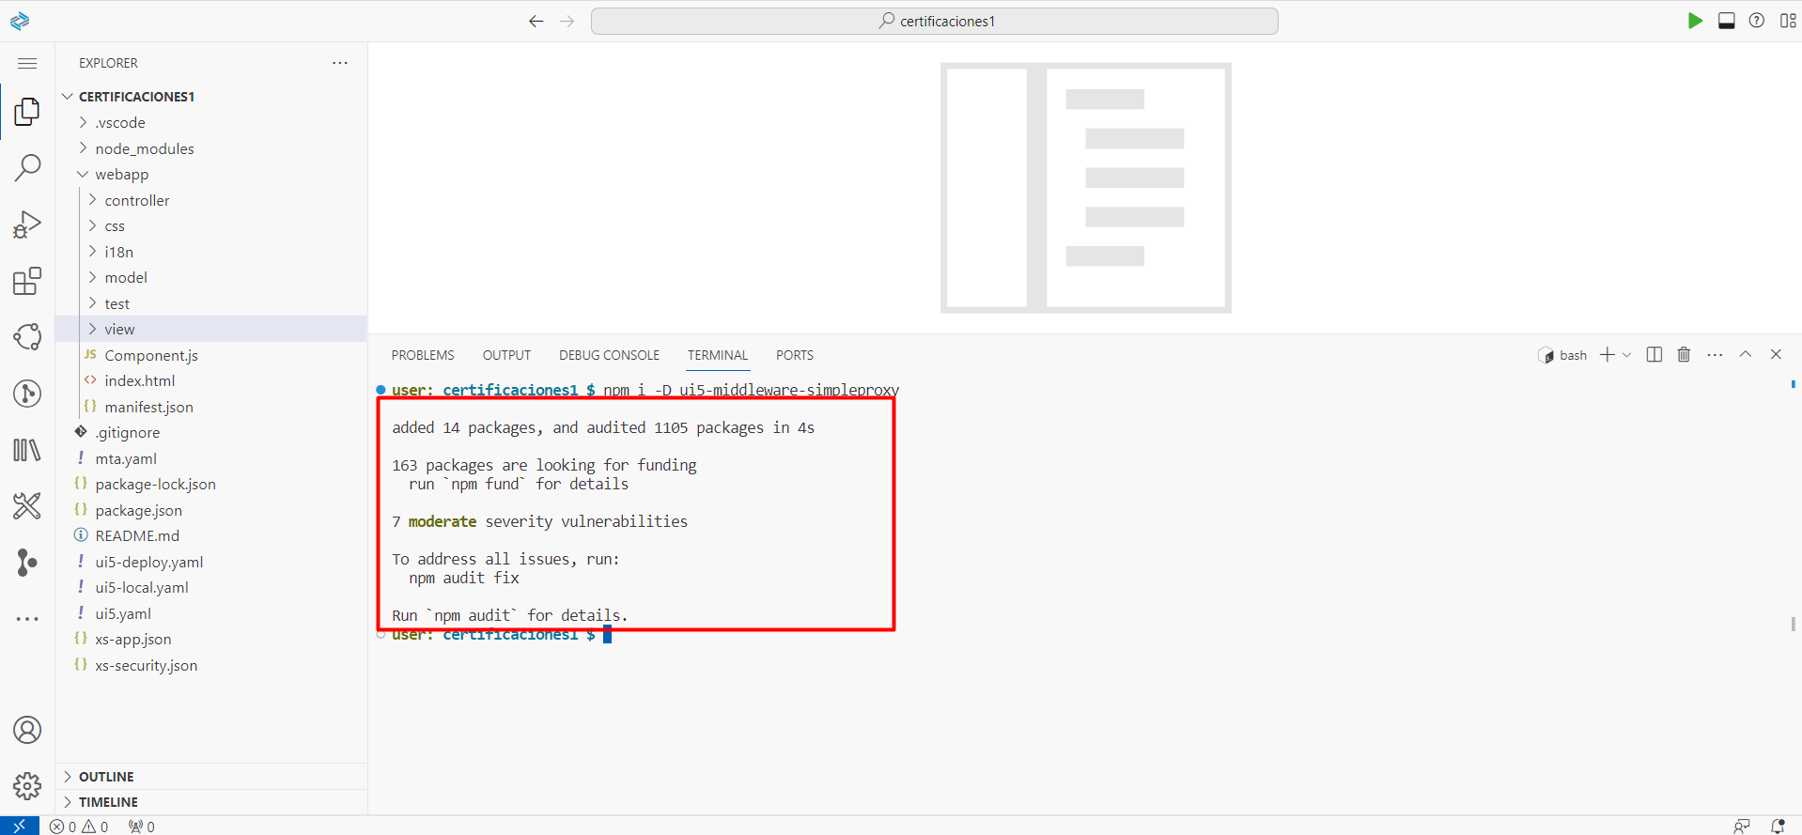 certificaciones1
EXPLORER
CERTIFICACIONES1
.vscode
node_modules
webapp
controller
css
i18n
model
test
view
JS Component.js
<> index.html
{} manifest.json
.gitignore
! mta.yaml
{} package-lock.json
{} package.json
README.md
! ui5-deploy.yaml
! ui5-local.yaml
! ui5.yaml
{} xs-app.json
{} xs-security.json
OUTLINE
TIMELINE
PROBLEMS OUTPUT DEBUG CONSOLE TERMINAL PORTS
bash
user: certificaciones1 $ npm i -D ui5-middleware-simpleproxy
added 14 packages, and audited 1105 packages in 4s
163 packages are looking for funding
run `npm fund` for details
7 moderate severity vulnerabilities
To address all issues, run:
npm audit fix
Run `npm audit` for details.
user: certificaciones1 $
0 0 0